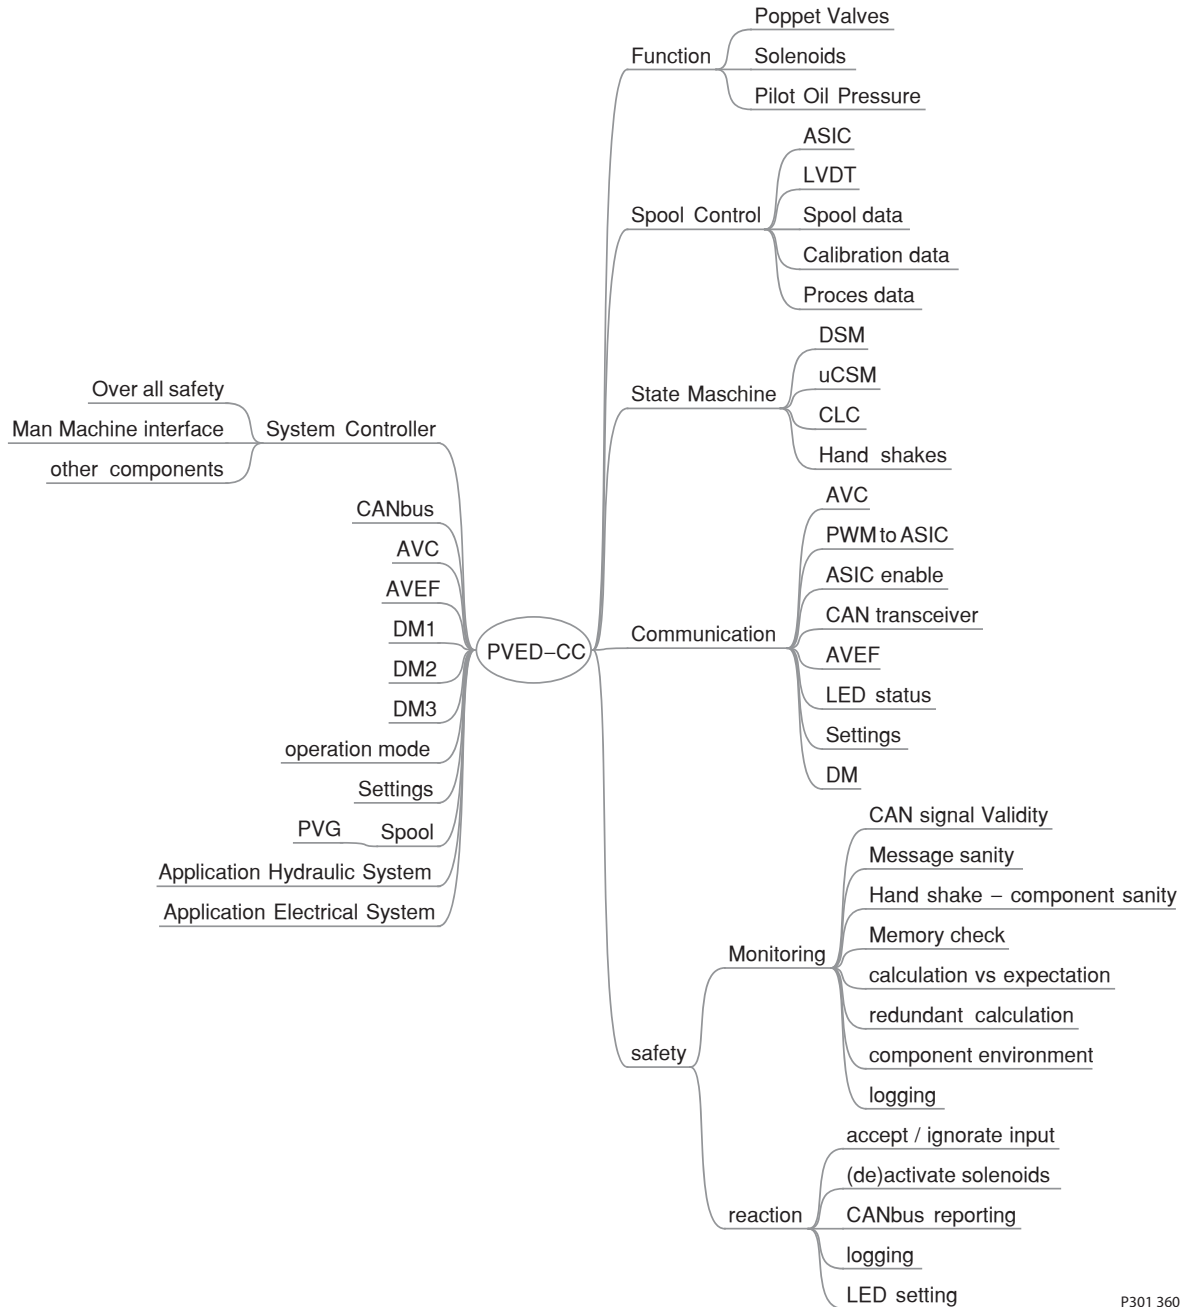 Poppet Valves
Function
Solenoids
Pilot Oil Pressure
ASIC
LVDT
Spool Control
Spool data
Calibration data
Proces data
DSM
uCSM
State Maschine
CLC
Hand shakes
Over all safety
Man Machine interface
System Controller
other components
CANbus
AVC
AVEF
DM1
DM2
DM3
operation mode
Settings
PVG
Spool
Application Hydraulic System
Application Electrical System
PVED–CC
AVC
PWM to ASIC
ASIC enable
CAN transceiver
Communication
AVEF
LED status
Settings
DM
CAN signal Validity
Message sanity
Hand shake – component sanity
Memory check
Monitoring
calculation vs expectation
redundant calculation
component environment
logging
safety
accept / ignorate input
(de)activate solenoids
reaction
CANbus reporting
logging
LED setting
P301 360